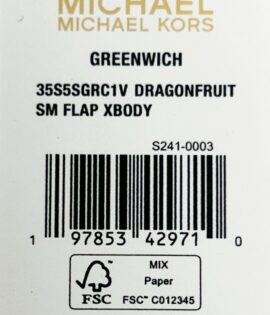 MICHAEL
MICHAEL KORS
GREENWICH
35S5SGRC1V DRAGONFRUIT
SM FLAP XBODY
S241-0003
1 97853 42971 0
MIX
Paper
FSC™ C012345
FSC